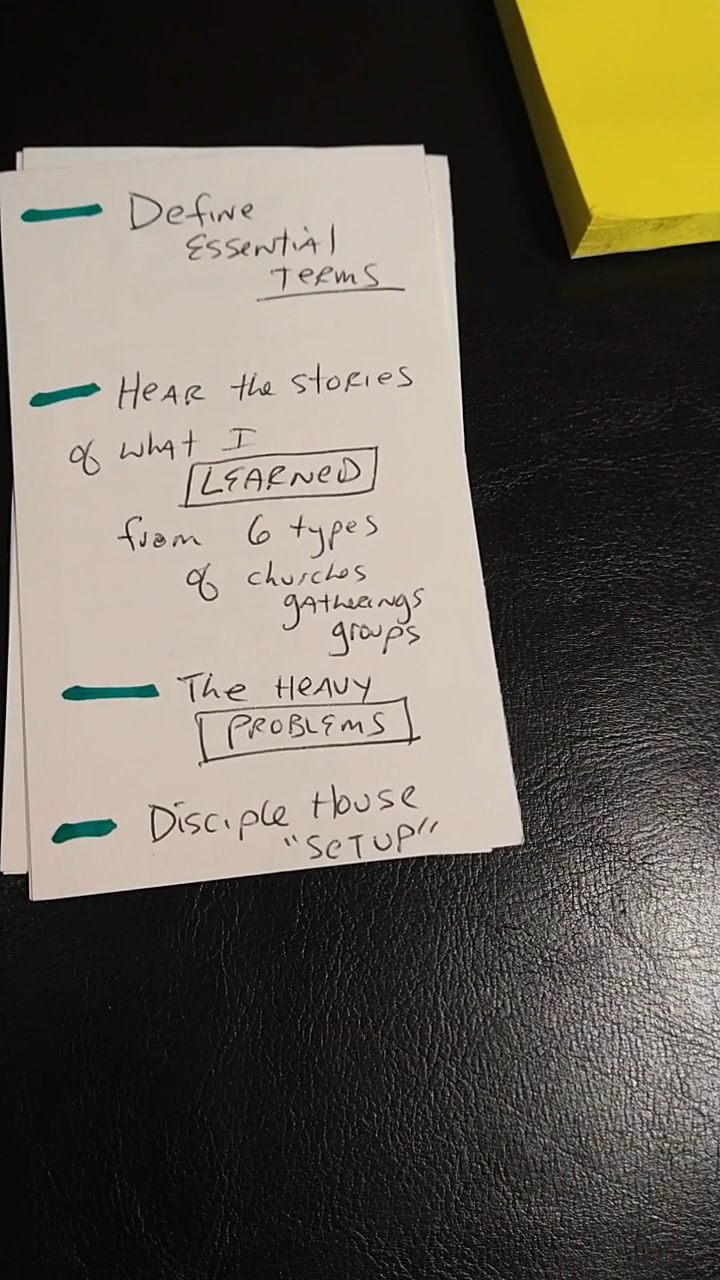 Define
Essential
Terms
Hear the stories
of what I
LEARNED
from 6 types
of churches
gatherings
groups
The HEAVY
PROBLEMS
Disciple House
"SETUP"